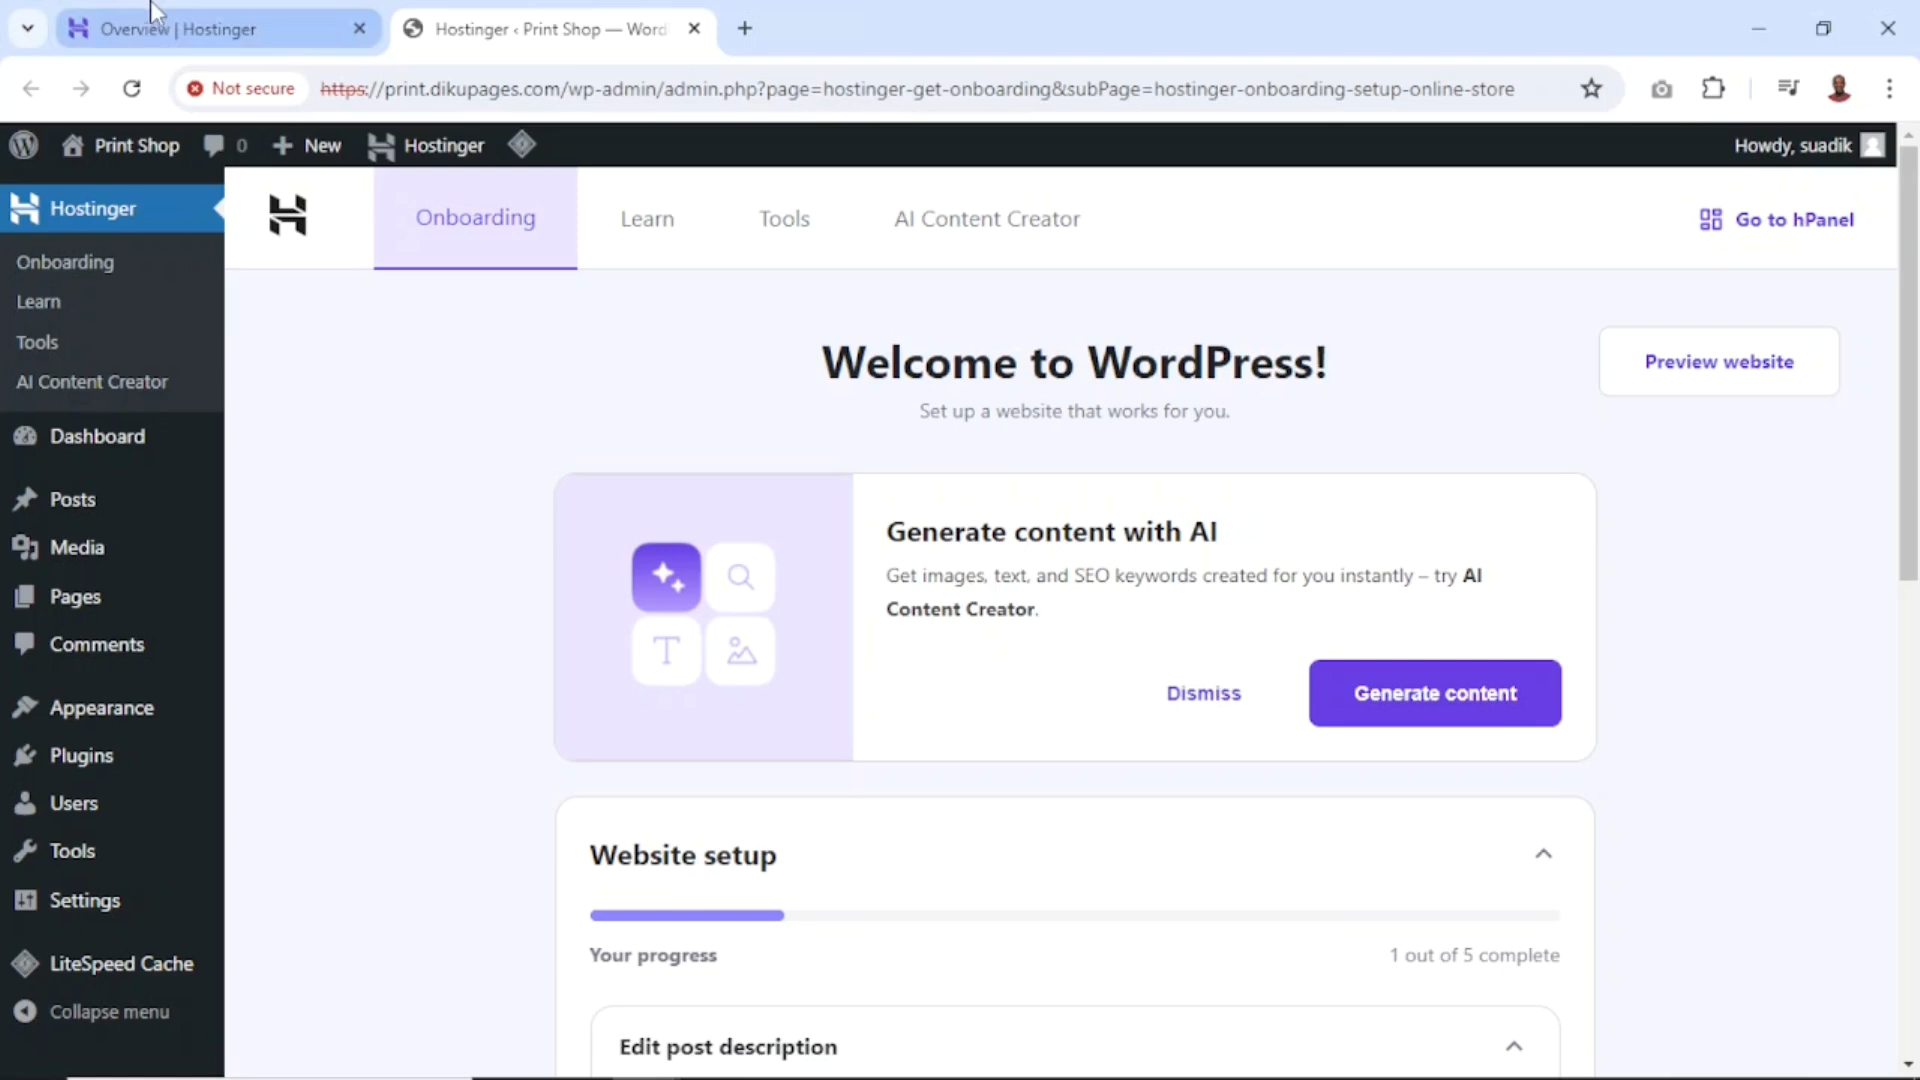 Overview | Hostinger
Hostinger ‹ Print Shop — Word
Not secure
https://print.dikupages.com/wp-admin/admin.php?page=hostinger-get-onboarding&subPage=hostinger-onboarding-setup-online-store
Print Shop
0
New
Hostinger
Howdy, suadik
Hostinger
Onboarding
Learn
Tools
AI Content Creator
Dashboard
Posts
Media
Pages
Comments
Appearance
Plugins
Users
Tools
Settings
LiteSpeed Cache
Collapse menu
Onboarding
Learn
Tools
AI Content Creator
Go to hPanel
Welcome to WordPress!
Set up a website that works for you.
Preview website
Generate content with AI
Get images, text, and SEO keywords created for you instantly – try AI
Content Creator.
Dismiss
Generate content
Website setup
Your progress
1 out of 5 complete
Edit post description